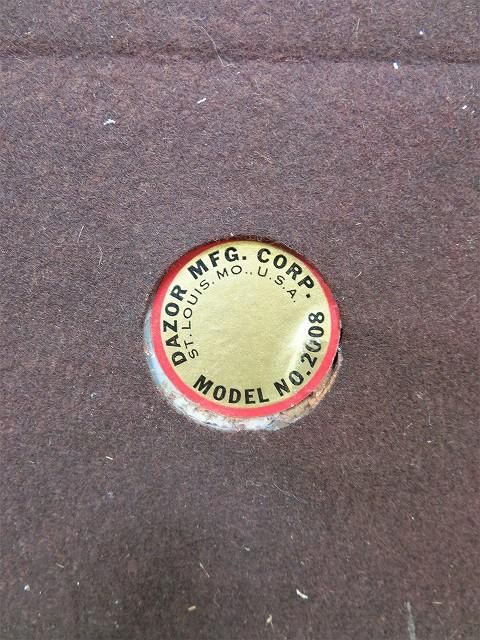 DAZOR MFG. CORP.
ST. LOUIS. MO.. U.S.A.
MODEL NO. 2008